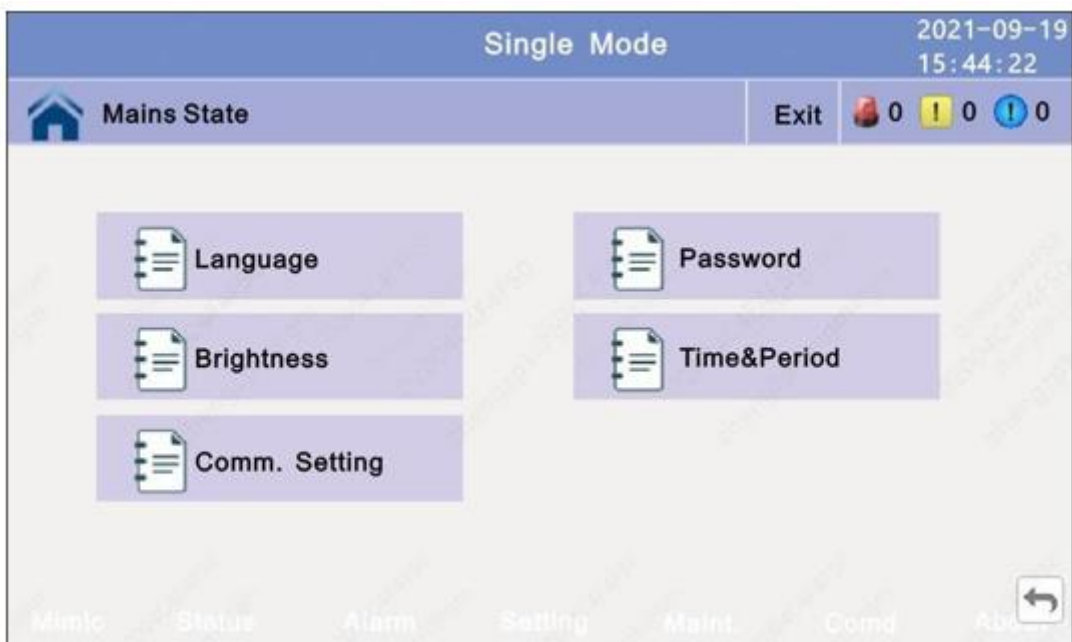 Single Mode
2021-09-19
15:44:22
Mains State
Exit
0
! 0
! 0
Language
Password
Brightness
Time&Period
Comm. Setting
Mimic Status Alarm Setting Maint. Comd